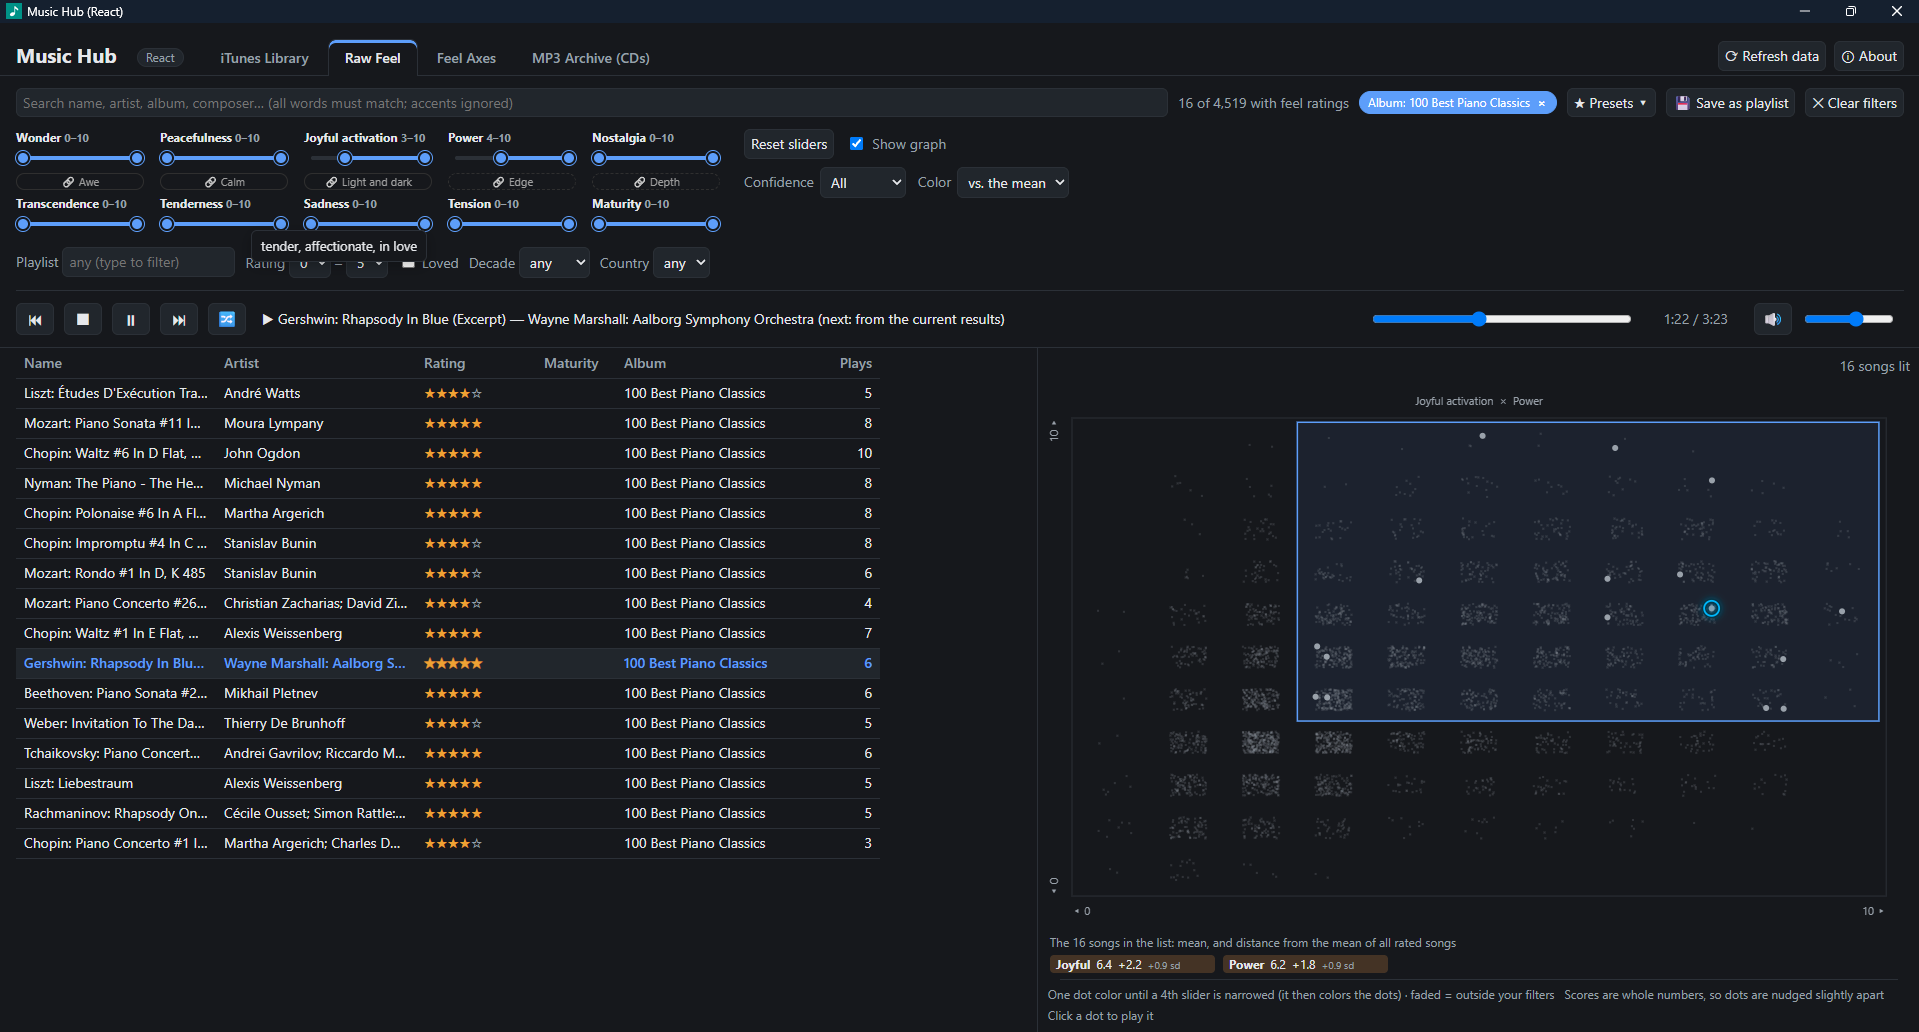 Music Hub (React)
Music Hub React iTunes Library Raw Feel Feel Axes MP3 Archive (CDs) Refresh data About
Search name, artist, album, composer... (all words must match; accents ignored) 16 of 4,519 with feel ratings Album: 100 Best Piano Classics × ★ Presets ▾ Save as playlist Clear filters
Wonder 0–10 Peacefulness 0–10 Joyful activation 3–10 Power 4–10 Nostalgia 0–10 Reset sliders Show graph
Awe Calm Light and dark Edge Depth Confidence All Color vs. the mean
Transcendence 0–10 Tenderness 0–10 Sadness 0–10 Tension 0–10 Maturity 0–10
tender, affectionate, in love
Playlist any (type to filter) Rating 0 – 5 Loved Decade any Country any
▶ Gershwin: Rhapsody In Blue (Excerpt) — Wayne Marshall: Aalborg Symphony Orchestra (next: from the current results) 1:22 / 3:23
Name Artist Rating Maturity Album Plays
Liszt: Études D'Exécution Tra... André Watts ★★★★☆ 100 Best Piano Classics 5
Mozart: Piano Sonata #11 I... Moura Lympany ★★★★★ 100 Best Piano Classics 8
Chopin: Waltz #6 In D Flat, ... John Ogdon ★★★★★ 100 Best Piano Classics 10
Nyman: The Piano - The He... Michael Nyman ★★★★★ 100 Best Piano Classics 8
Chopin: Polonaise #6 In A Fl... Martha Argerich ★★★★★ 100 Best Piano Classics 8
Chopin: Impromptu #4 In C ... Stanislav Bunin ★★★★☆ 100 Best Piano Classics 8
Mozart: Rondo #1 In D, K 485 Stanislav Bunin ★★★★☆ 100 Best Piano Classics 6
Mozart: Piano Concerto #26... Christian Zacharias; David Zi... ★★★★☆ 100 Best Piano Classics 4
Chopin: Waltz #1 In E Flat, ... Alexis Weissenberg ★★★★★ 100 Best Piano Classics 7
Gershwin: Rhapsody In Blu... Wayne Marshall: Aalborg S... ★★★★★ 100 Best Piano Classics 6
Beethoven: Piano Sonata #2... Mikhail Pletnev ★★★★★ 100 Best Piano Classics 6
Weber: Invitation To The Da... Thierry De Brunhoff ★★★★☆ 100 Best Piano Classics 5
Tchaikovsky: Piano Concert... Andrei Gavrilov; Riccardo M... ★★★★★ 100 Best Piano Classics 6
Liszt: Liebestraum Alexis Weissenberg ★★★★★ 100 Best Piano Classics 5
Rachmaninov: Rhapsody On... Cécile Ousset; Simon Rattle:... ★★★★★ 100 Best Piano Classics 5
Chopin: Piano Concerto #1 I... Martha Argerich; Charles D... ★★★★☆ 100 Best Piano Classics 3
16 songs lit
Joyful activation × Power
10 ▸
◂ 0
◂ 0 10 ▸
The 16 songs in the list: mean, and distance from the mean of all rated songs
Joyful 6.4 +2.2 +0.9 sd Power 6.2 +1.8 +0.9 sd
One dot color until a 4th slider is narrowed (it then colors the dots) · faded = outside your filters Scores are whole numbers, so dots are nudged slightly apart
Click a dot to play it